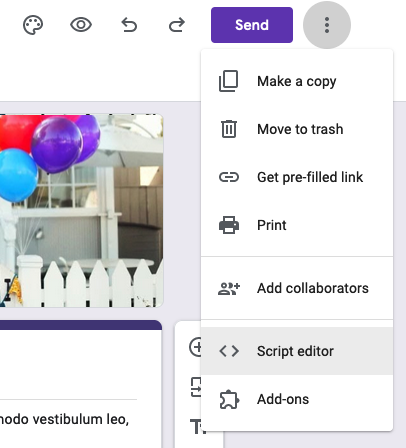 Send
Make a copy
Move to trash
Get pre-filled link
Print
Add collaborators
Script editor
Add-ons
vestibulum leo,